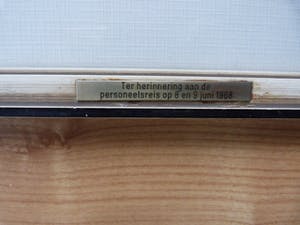 Ter herinnering aan de
personeelsreis op 8 en 9 juni 1968